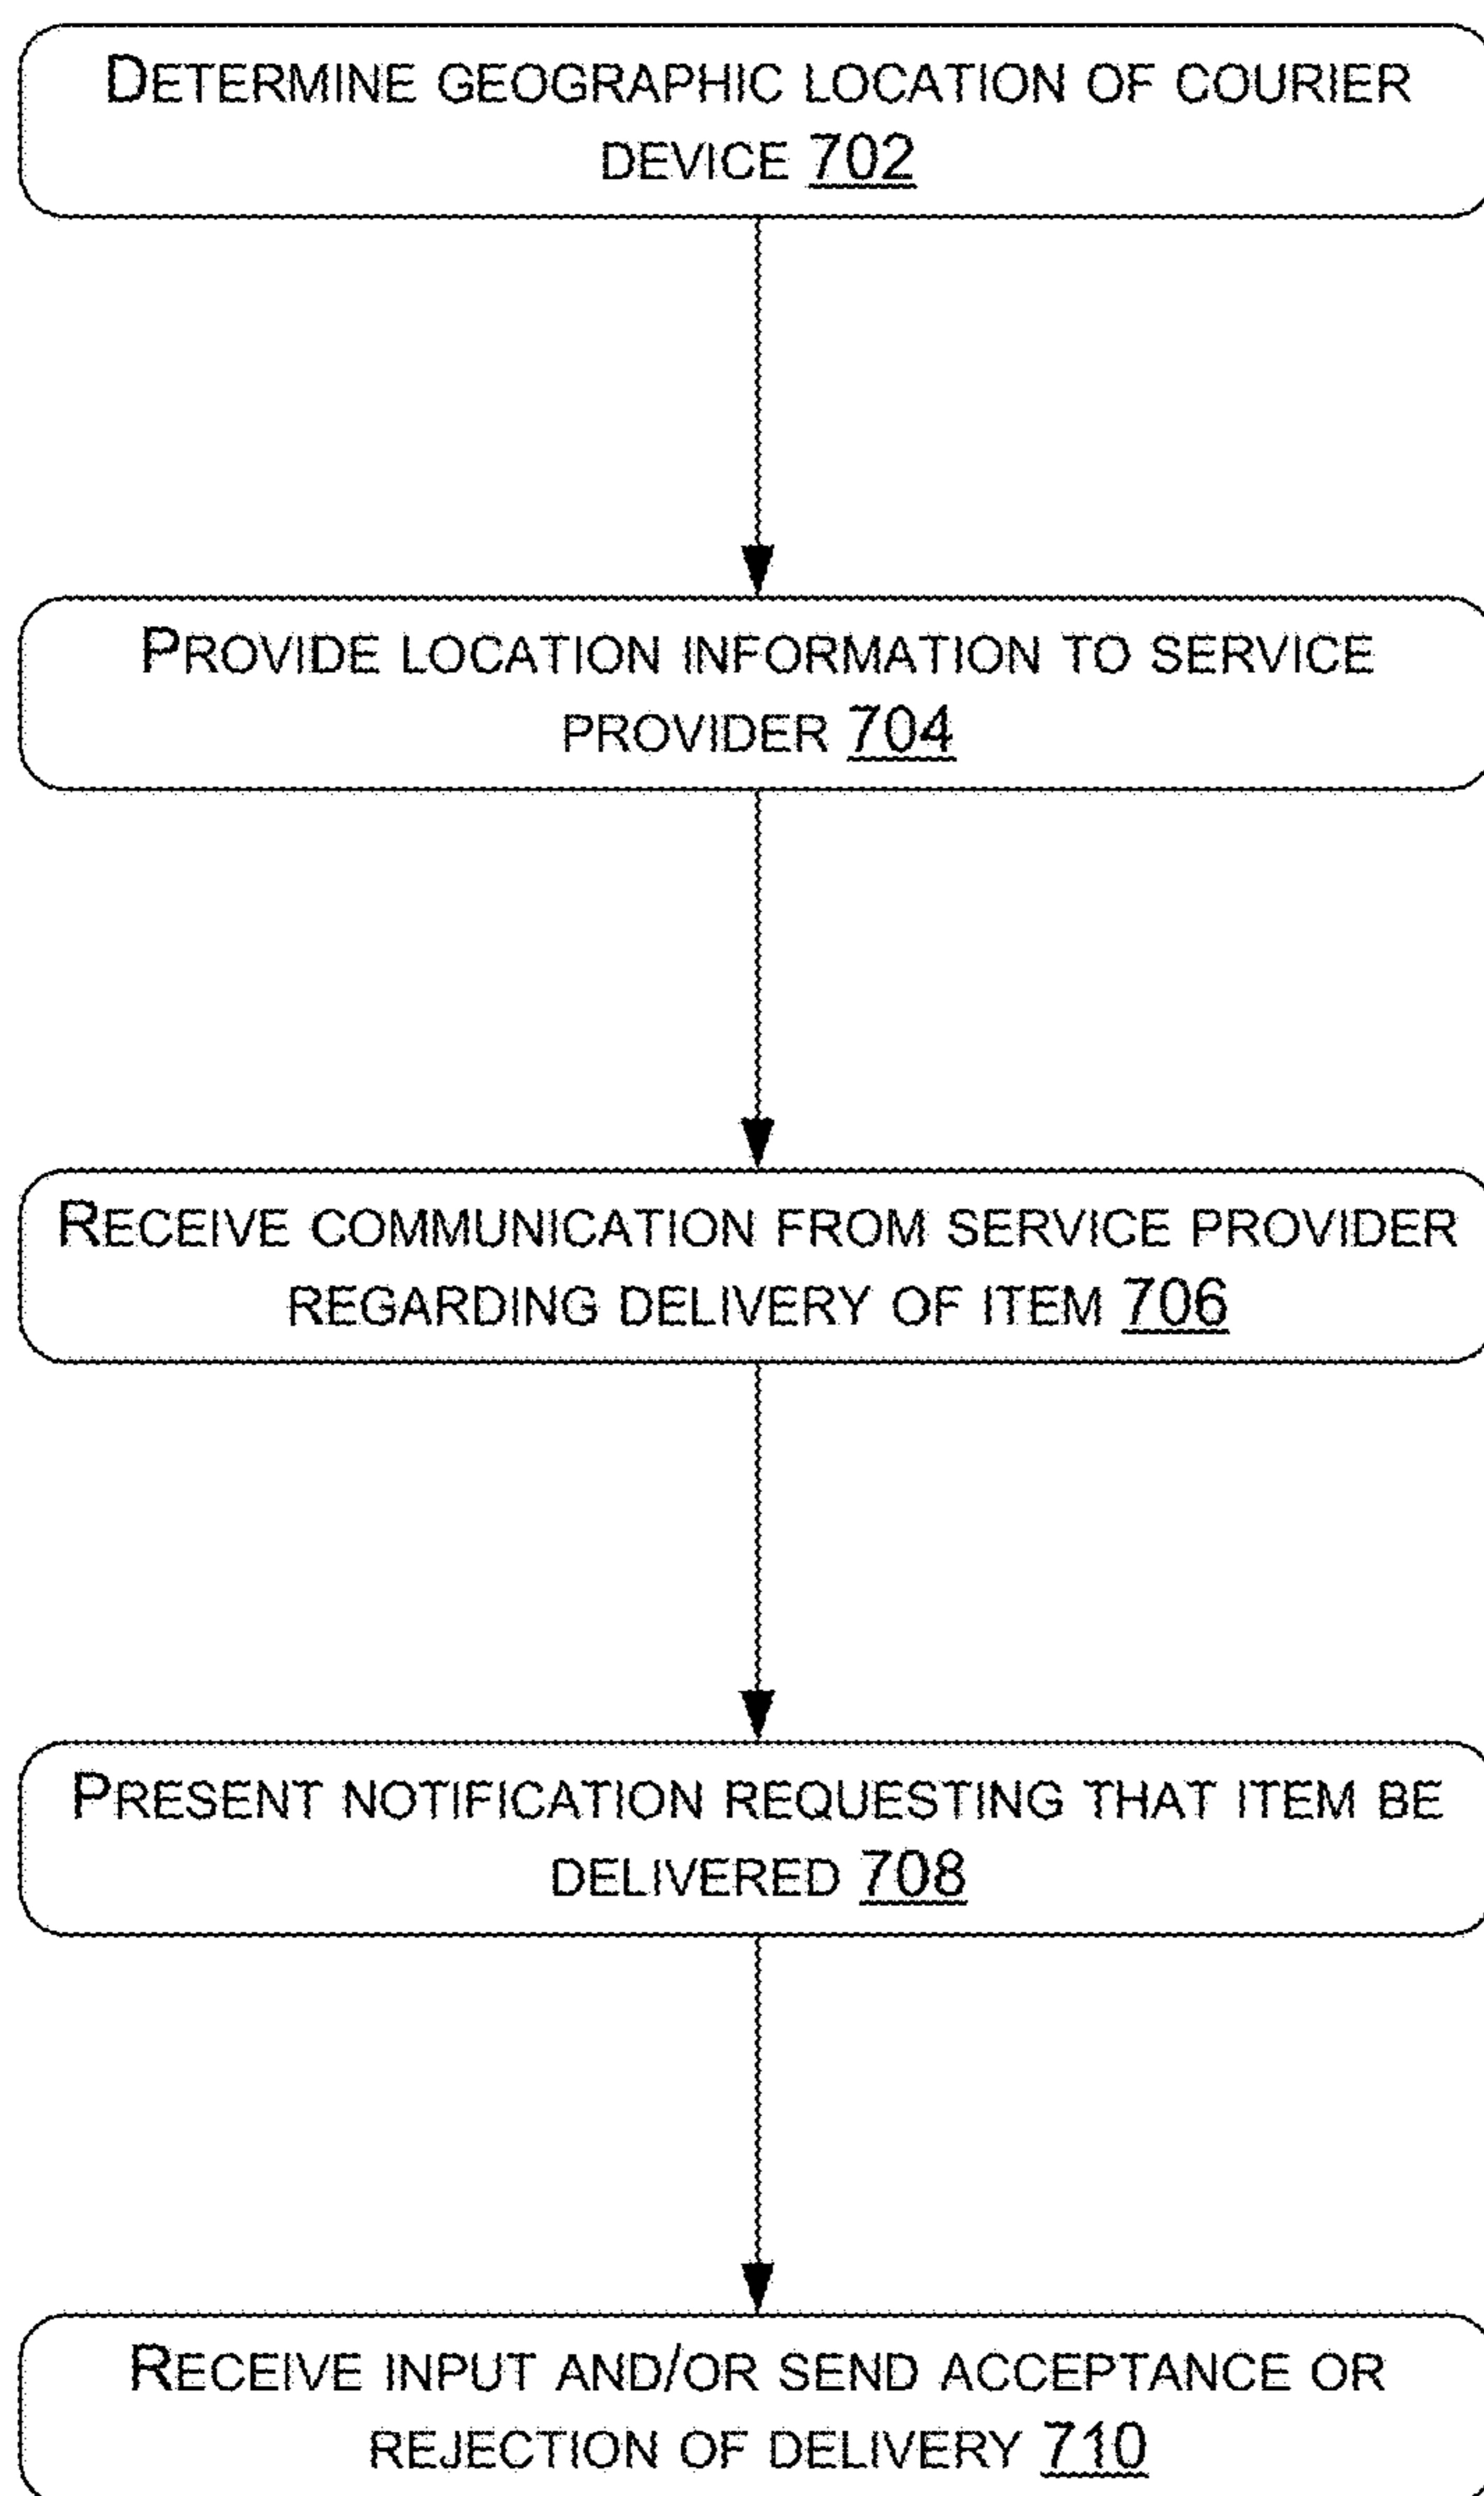 DETERMINE GEOGRAPHIC LOCATION OF COURIER
DEVICE 702
PROVIDE LOCATION INFORMATION TO SERVICE
PROVIDER 704
RECEIVE COMMUNICATION FROM SERVICE PROVIDER
REGARDING DELIVERY OF ITEM 706
PRESENT NOTIFICATION REQUESTING THAT ITEM BE
DELIVERED 708
RECEIVE INPUT AND/OR SEND ACCEPTANCE OR
REJECTION OF DELIVERY 710